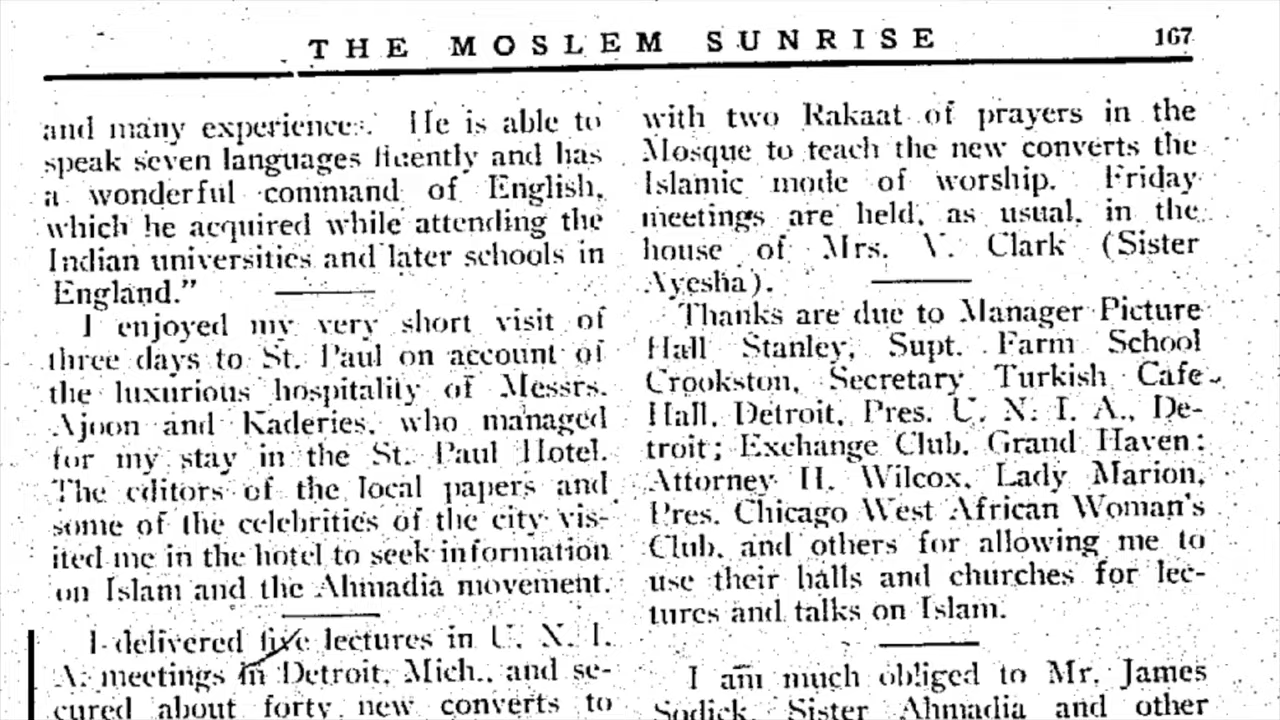 THE MOSLEM SUNRISE 167
and many experiences. He is able to
speak seven languages fluently and has
a wonderful command of English,
which he acquired while attending the
Indian universities and later schools in
England."
I enjoyed my very short visit of
three days to St. Paul on account of
the luxurious hospitality of Messrs.
Ajoon and Kaderies, who managed
for my stay in the St. Paul Hotel.
The editors of the local papers and
some of the celebrities of the city vis-
ited me in the hotel to seek information
on Islam and the Ahmadia movement.
I delivered five lectures in U. N. I.
A. meetings in Detroit, Mich., and se-
cured about forty new converts to
with two Rakaat of prayers in the
Mosque to teach the new converts the
Islamic mode of worship. Friday
meetings are held, as usual, in the
house of Mrs. V. Clark (Sister
Ayesha).
Thanks are due to Manager Picture
Hall Stanley, Supt. Farm School
Crookston, Secretary Turkish Cafe
Hall, Detroit, Pres. U. N. I. A., De-
troit; Exchange Club, Grand Haven;
Attorney H. Wilcox, Lady Marion,
Pres. Chicago West African Woman's
Club, and others for allowing me to
use their halls and churches for lec-
tures and talks on Islam.
I am much obliged to Mr. James
Sodick, Sister Ahmadia and other